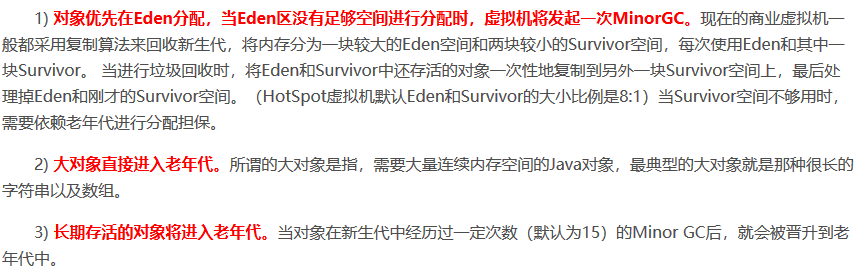 1) 对象优先在Eden分配，当Eden区没有足够空间进行分配时，虚拟机将发起一次MinorGC。现在的商业虚拟机一
般都采用复制算法来回收新生代，将内存分为一块较大的Eden空间和两块较小的Survivor空间，每次使用Eden和其中一
块Survivor。 当进行垃圾回收时，将Eden和Survivor中还存活的对象一次性地复制到另外一块Survivor空间上，最后处
理掉Eden和刚才的Survivor空间。（HotSpot虚拟机默认Eden和Survivor的大小比例是8:1）当Survivor空间不够用时，
需要依赖老年代进行分配担保。
2) 大对象直接进入老年代。所谓的大对象是指，需要大量连续内存空间的Java对象，最典型的大对象就是那种很长的
字符串以及数组。
3) 长期存活的对象将进入老年代。当对象在新生代中经历过一定次数（默认为15）的Minor GC后，就会被晋升到老
年代中。